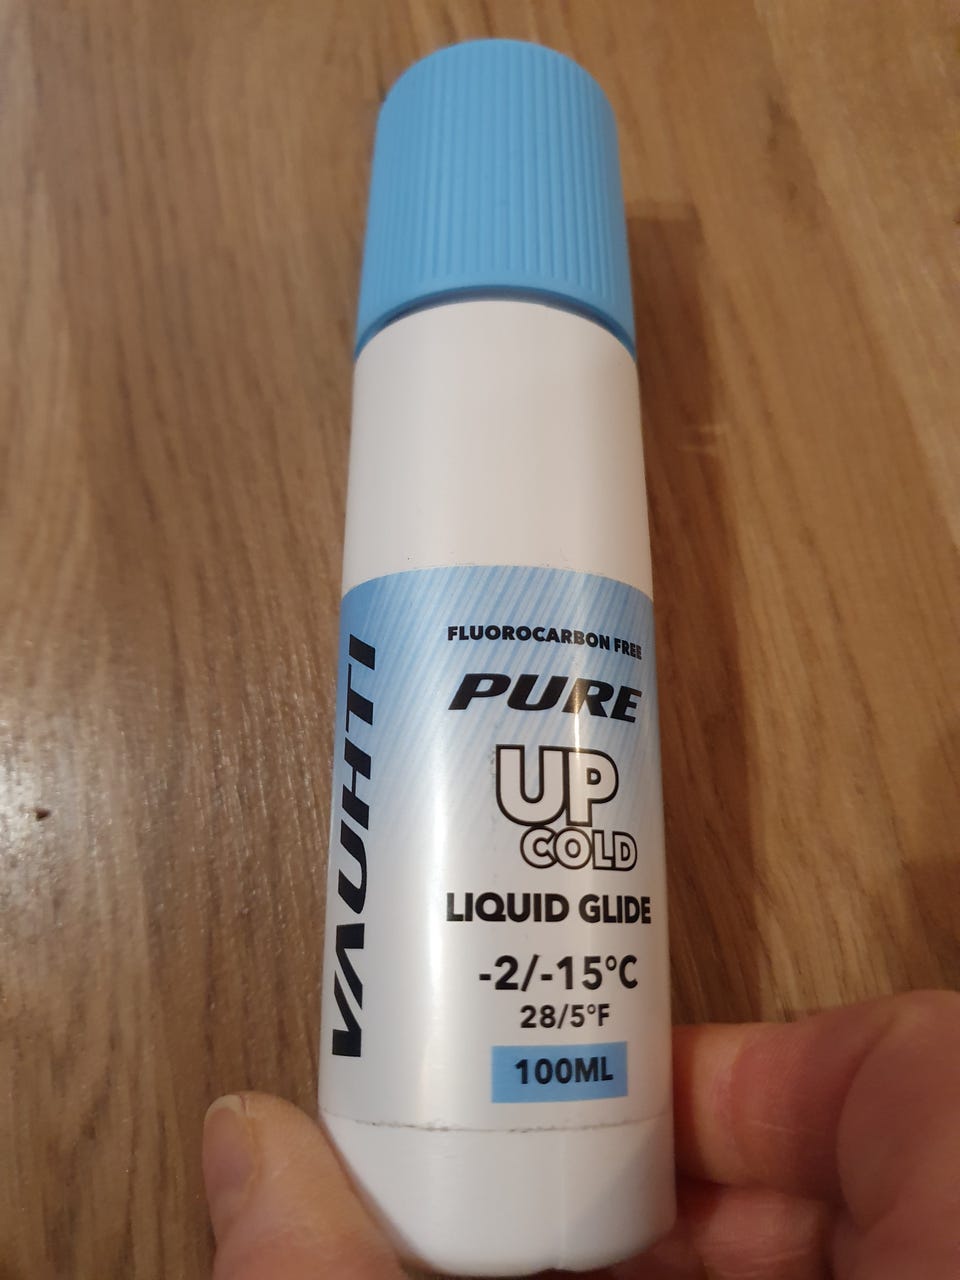 VAUHTI
FLUOROCARBON FREE
PURE
UP
COLD
LIQUID GLIDE
-2/-15°C
28/5°F
100ML